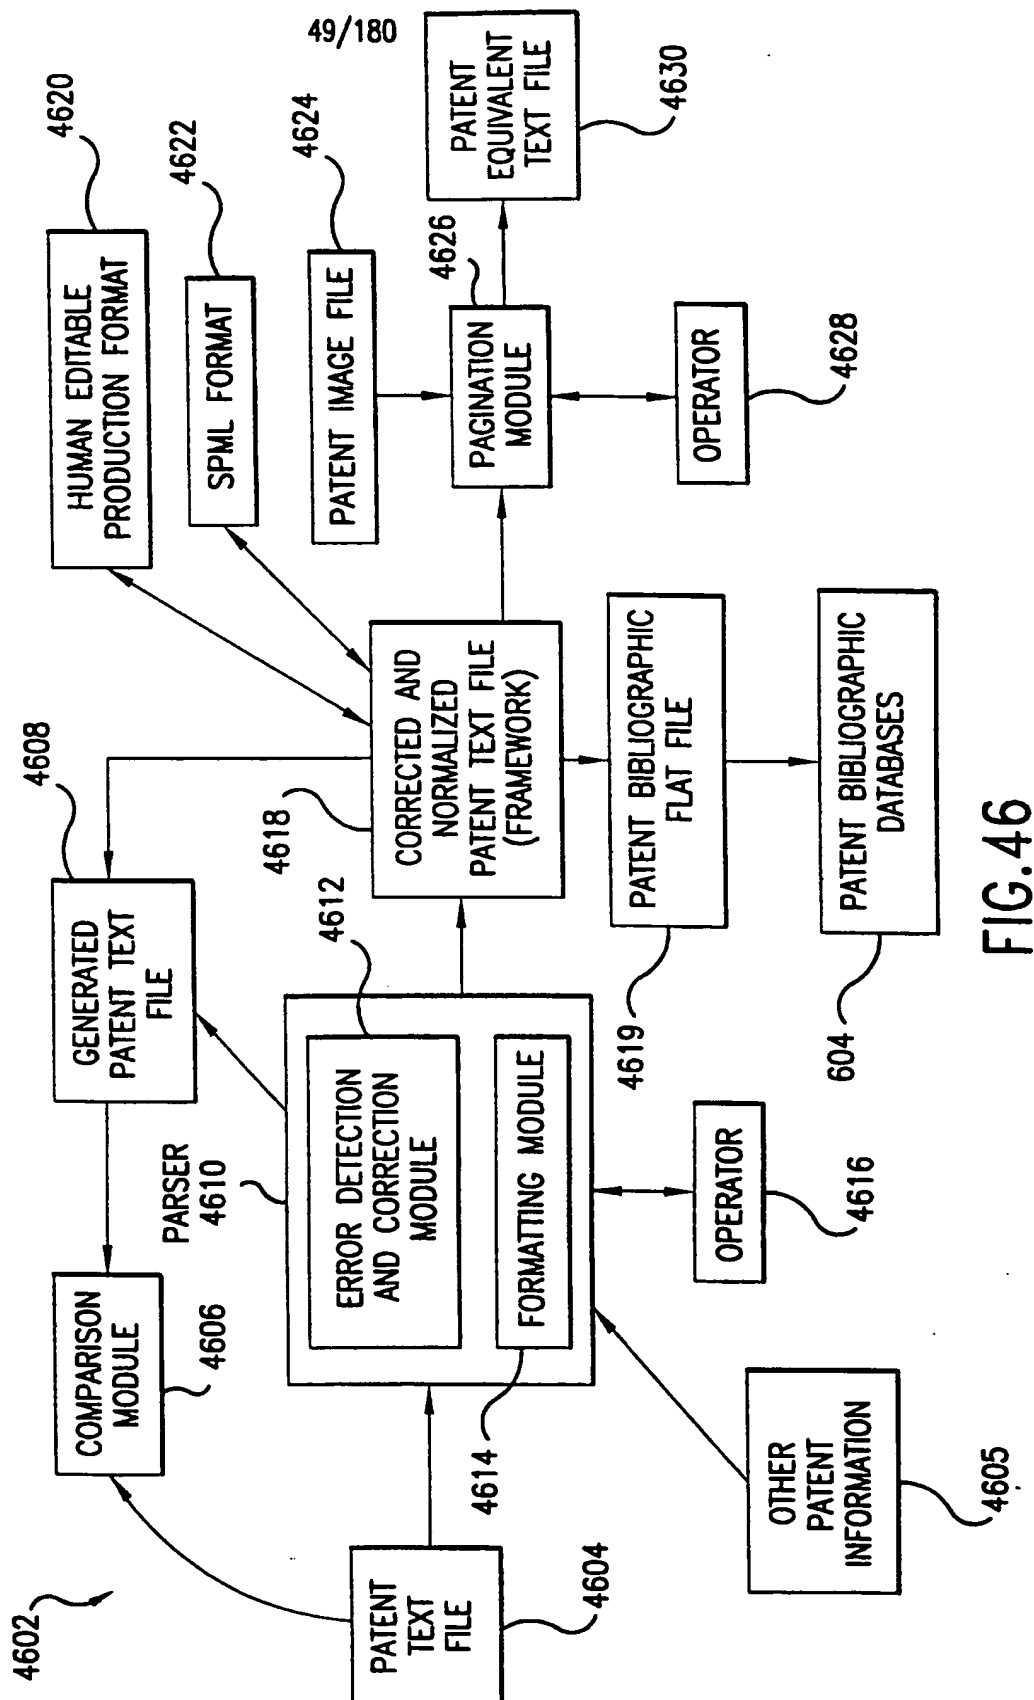 49/180
4602
PATENT
TEXT
FILE
4604
COMPARISON
MODULE
4606
GENERATED
PATENT TEXT
FILE
4608
PARSER
4610
ERROR DETECTION
AND CORRECTION
MODULE
4612
FORMATTING MODULE
4614
OTHER
PATENT
INFORMATION
4605
OPERATOR
4616
CORRECTED AND
NORMALIZED
PATENT TEXT FILE
(FRAMEWORK)
4618
PATENT BIBLIOGRAPHIC
FLAT FILE
4619
PATENT BIBLIOGRAPHIC
DATABASES
604
HUMAN EDITABLE
PRODUCTION FORMAT
4620
SPML FORMAT
4622
PATENT IMAGE FILE
4624
PAGINATION
MODULE
4626
OPERATOR
4628
PATENT
EQUIVALENT
TEXT FILE
4630
FIG.46